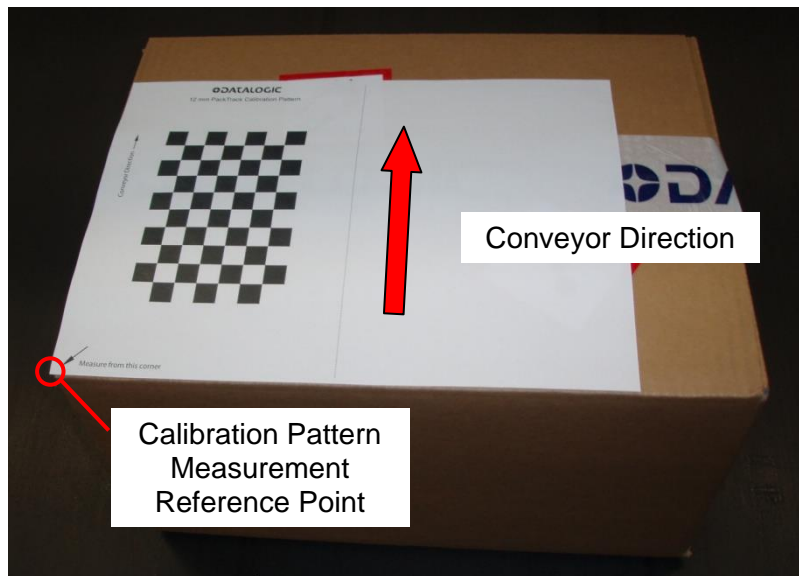 DATALOGIC
12 mm PackTrack Calibration Pattern
Conveyor Direction
Conveyor Direction
Measure from this corner
Calibration Pattern
Measurement
Reference Point